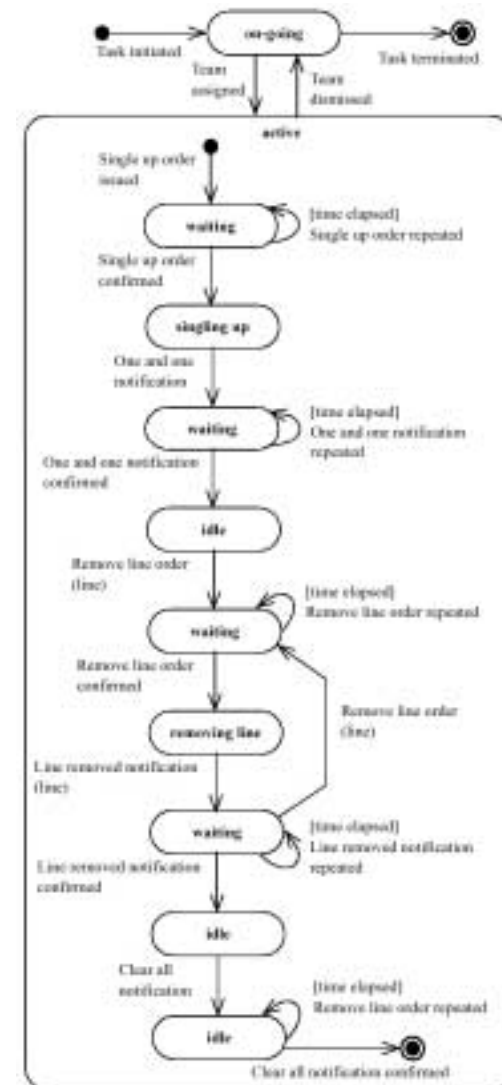 on-going
Task initiated
Task terminated
Team
assigned
Team
dismissed
active
Single up order
issued
waiting
[time elapsed]
Single up order repeated
Single up order
confirmed
singling up
One and one
notification
waiting
[time elapsed]
One and one notification
repeated
One and one notification
confirmed
idle
Remove line order
(line)
[time elapsed]
Remove line order repeated
waiting
Remove line order
confirmed
Remove line order
(line)
removing line
Line removed notification
(line)
waiting
[time elapsed]
Line removed notification
repeated
Line removed notification
confirmed
idle
Clear all
notification
[time elapsed]
Remove line order repeated
idle
Clear all notification confirmed